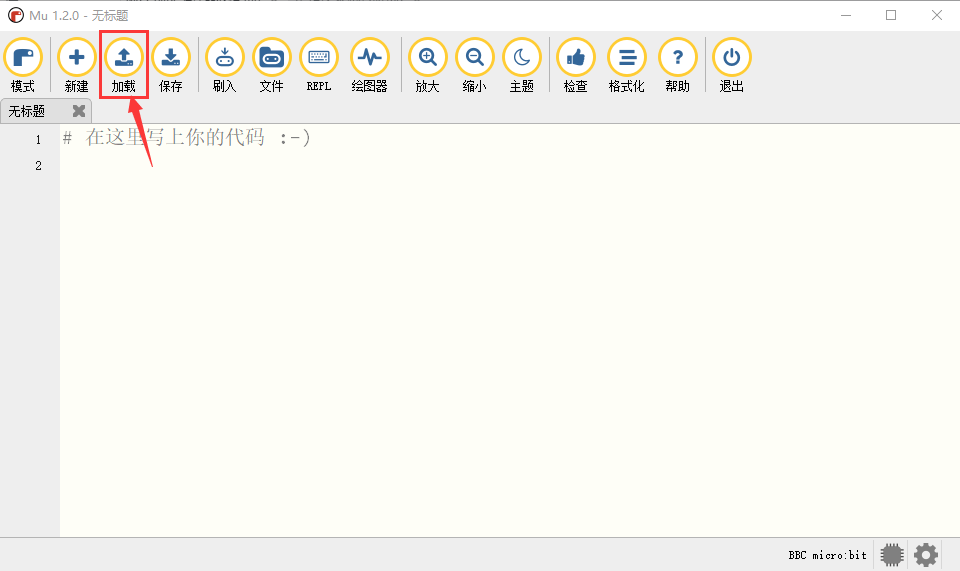 Mu 1.2.0 - 无标题
模式 新建 加载 保存 刷入 文件 REPL 绘图器 放大 缩小 主题 检查 格式化 帮助 退出
无标题
1 # 在这里写上你的代码 :-)
2
BBC micro:bit